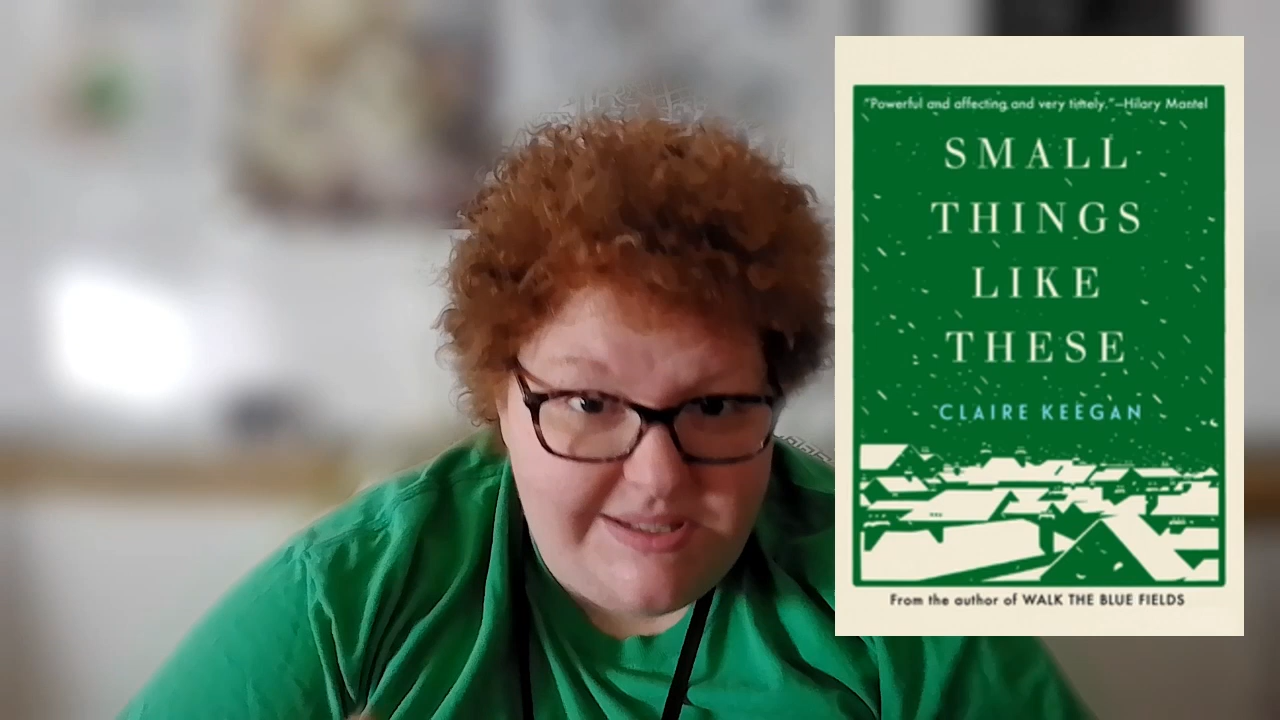 "Powerful and affecting and very timely."—Hilary Mantel
SMALL
THINGS
LIKE
THESE
CLAIRE KEEGAN
From the author of WALK THE BLUE FIELDS